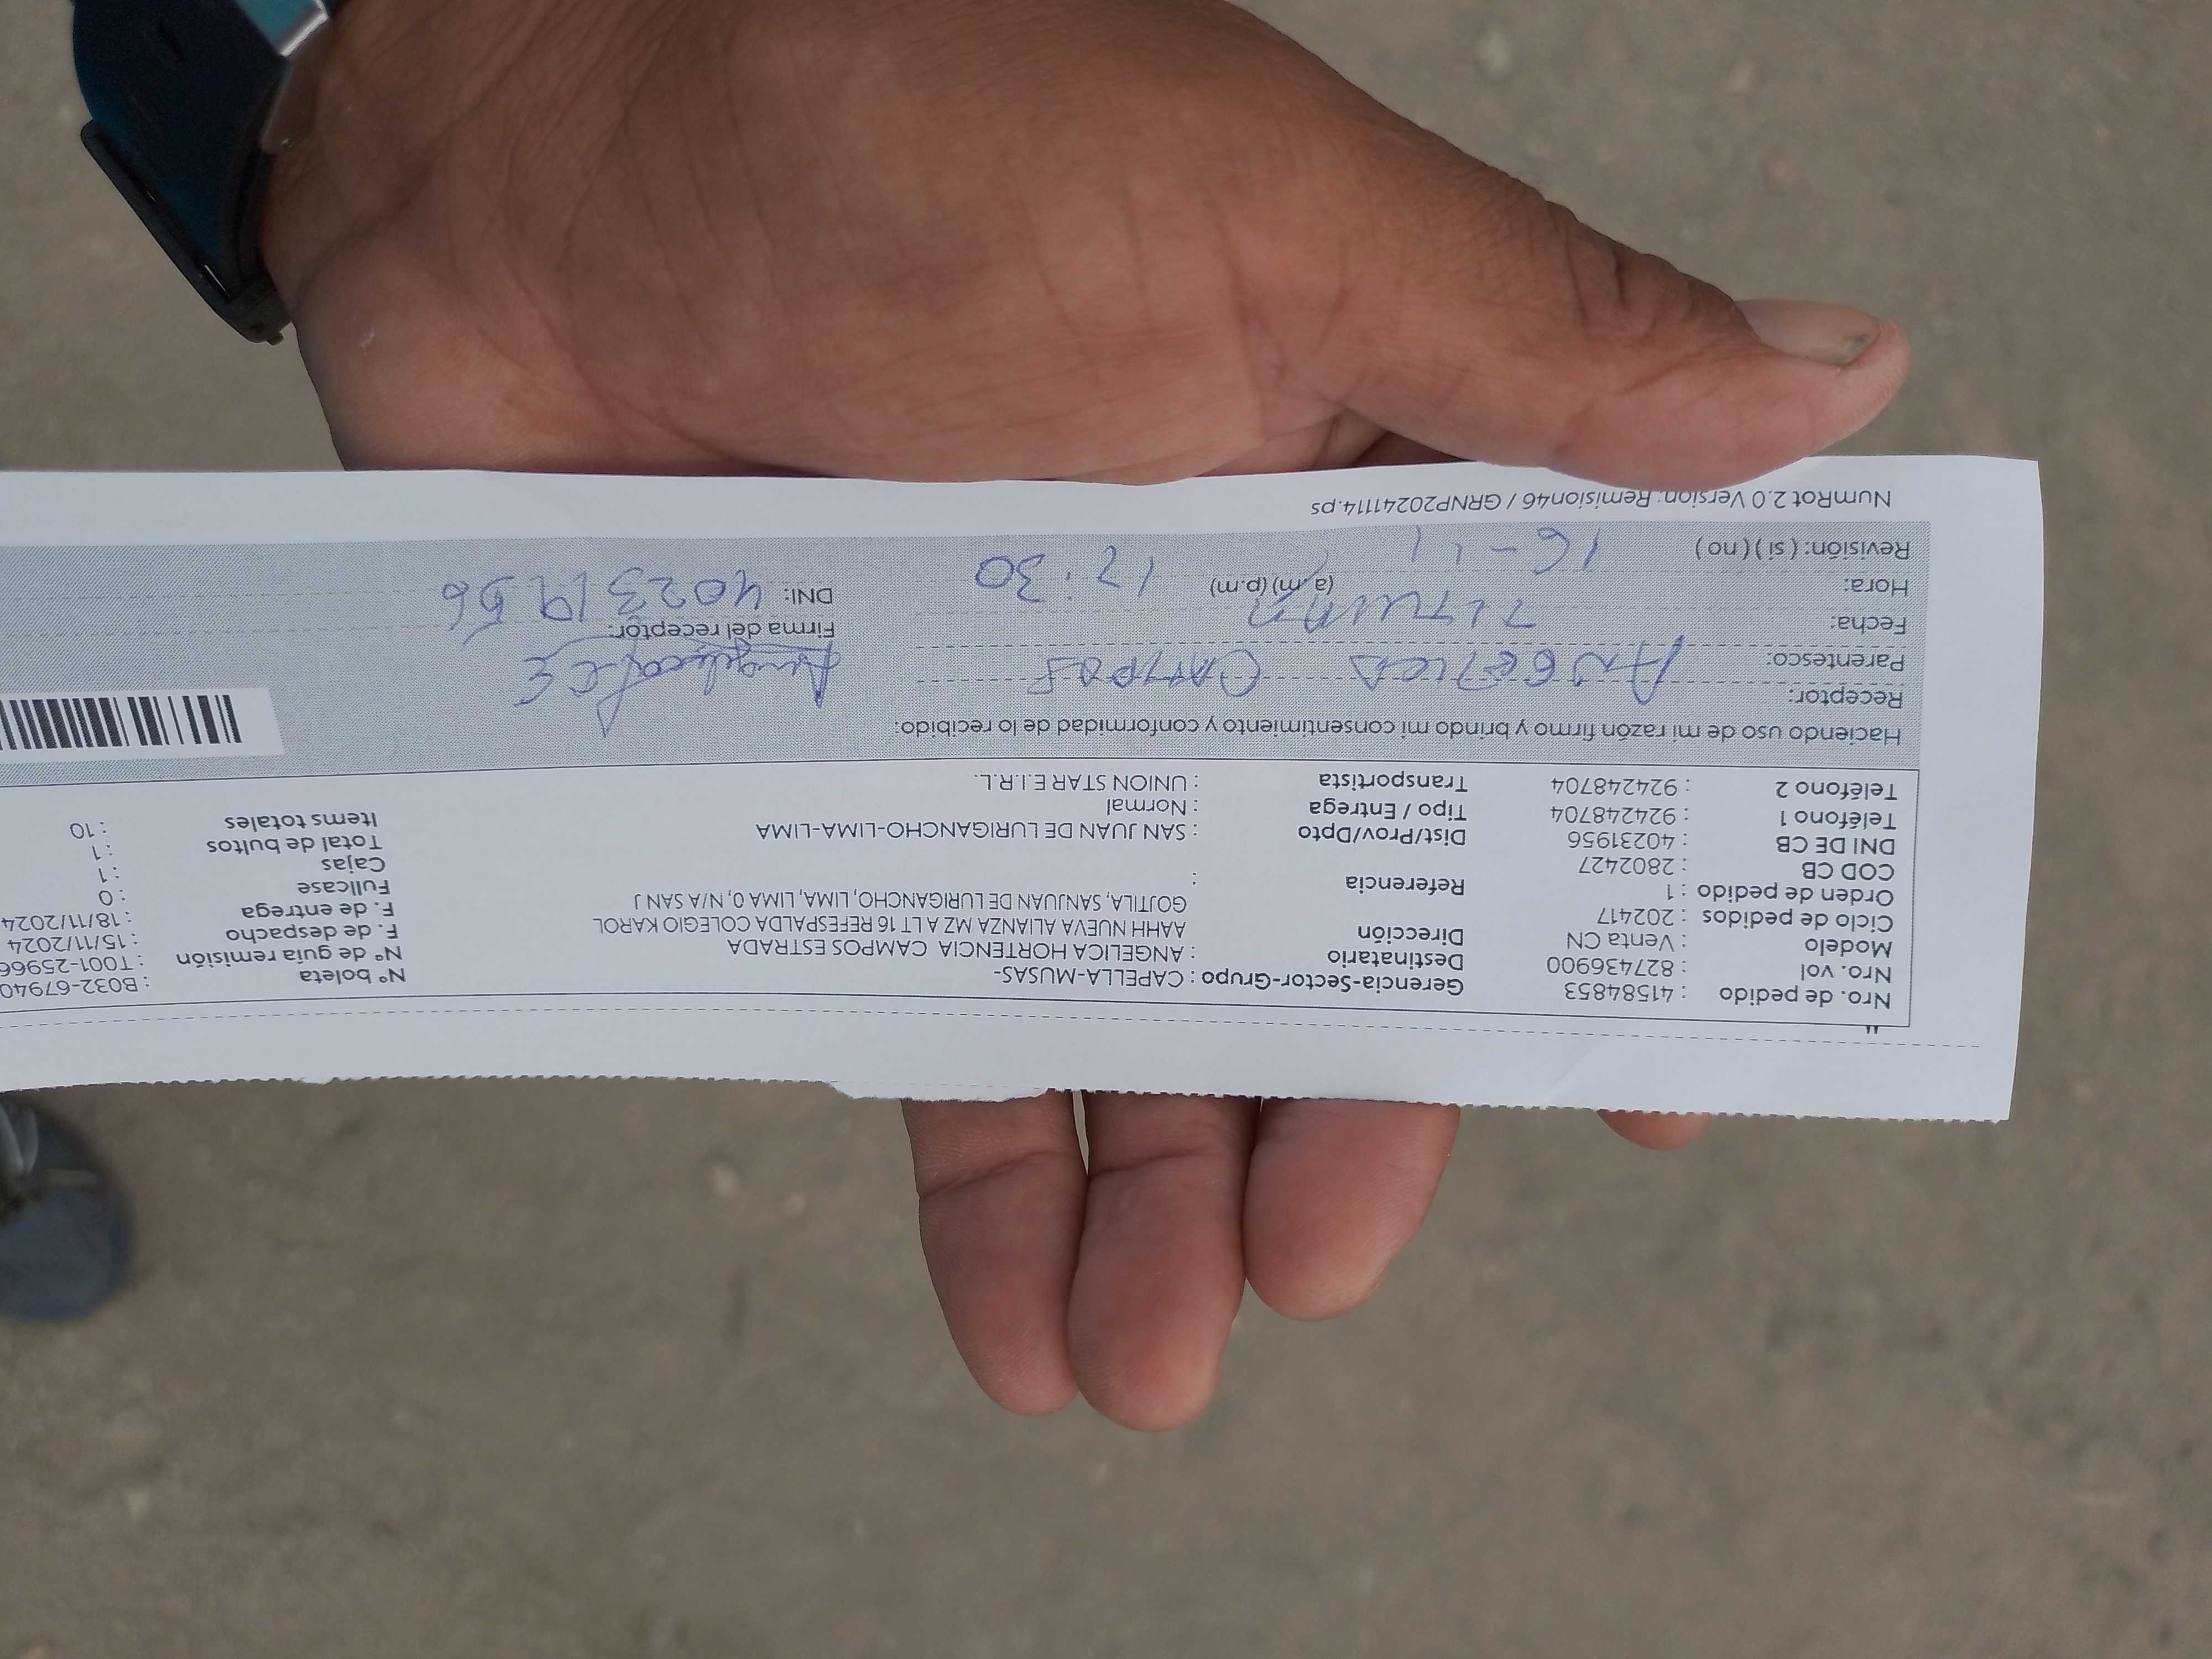 "
Nro. de pedido : 41584853 Gerencia-Sector-Grupo : CAPELLA-MUSAS- N° boleta : B032-67940
Nro. vol : 827436900 Destinatario : ANGELICA HORTENCIA CAMPOS ESTRADA N° de guía remisión : T001-25966
Modelo : Venta CN Dirección AAHH NUEVA ALIANZA MZ A LT 16 REFESPALDA COLEGIO KAROL F. de despacho : 15/11/2024
Ciclo de pedidos : 202417 GOJTILA, SANJUAN DE LURIGANCHO, LIMA, LIMA 0, N/A SAN J F. de entrega : 18/11/2024
Orden de pedido : 1 Referencia : Fullcase : 0
COD CB : 2802427 Cajas : 1
DNI DE CB : 40231956 Dist/Prov/Dpto : SAN JUAN DE LURIGANCHO-LIMA-LIMA Total de bultos : 1
Teléfono 1 : 924248704 Tipo / Entrega : Normal Items totales : 10
Teléfono 2 : 924248704 Transportista : UNION STAR E.I.R.L.
Haciendo uso de mi razón firmo y brindo mi consentimiento y conformidad de lo recibido:
Receptor: ANGELICA CAMPOS
Parentesco: TITULAR
Fecha: 16-11 Firma del receptor:
Hora: (a.m) (p.m) 12:30 DNI: 40231956
Revisión: ( si ) ( no )
NumRot 2.0 Version: Remision46 / GRNP20241114.ps